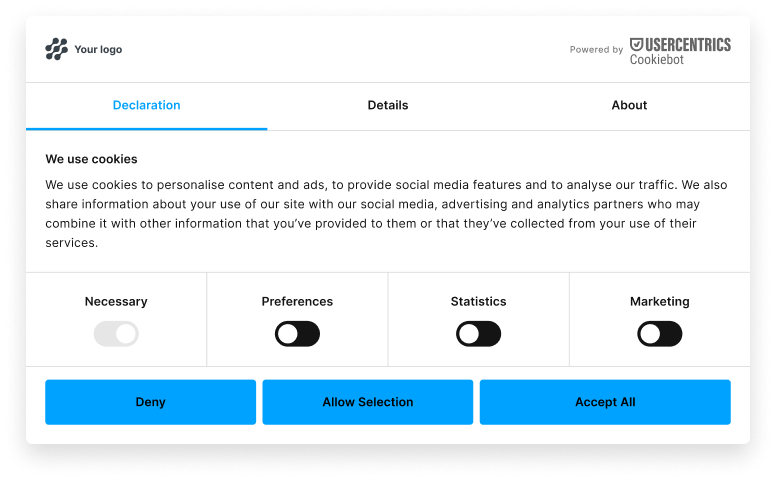 Your logo
Powered by
USERCENTRICS
Cookiebot
Declaration
Details
About
We use cookies
We use cookies to personalise content and ads, to provide social media features and to analyse our traffic. We also
share information about your use of our site with our social media, advertising and analytics partners who may
combine it with other information that you’ve provided to them or that they’ve collected from your use of their
services.
Necessary
Preferences
Statistics
Marketing
Deny
Allow Selection
Accept All